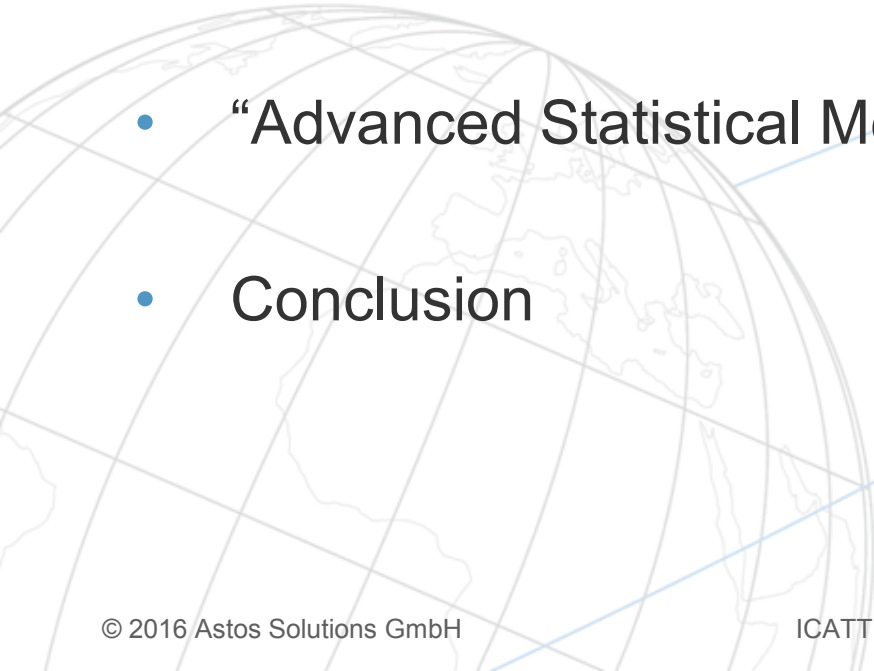 • “Advanced Statistical M
• Conclusion
© 2016 Astos Solutions GmbH ICATT